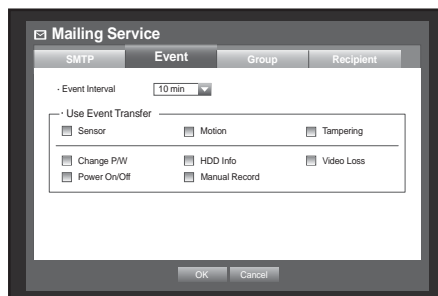 Mailing Service
SMTP Event Group Recipient
· Event Interval 10 min
· Use Event Transfer
Sensor Motion Tampering
Change P/W HDD Info Video Loss
Power On/Off Manual Record
OK Cancel